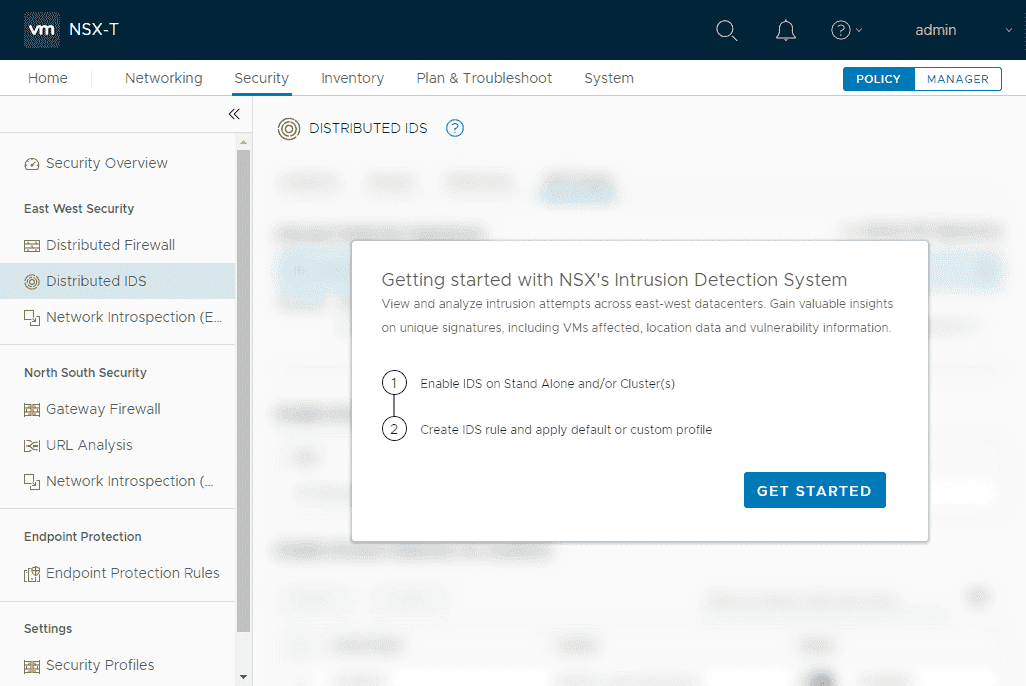 vm NSX-T
admin
Home Networking Security Inventory Plan & Troubleshoot System
POLICY MANAGER
Security Overview
East West Security
Distributed Firewall
Distributed IDS
Network Introspection (E...
North South Security
Gateway Firewall
URL Analysis
Network Introspection (...
Endpoint Protection
Endpoint Protection Rules
Settings
Security Profiles
DISTRIBUTED IDS
Getting started with NSX's Intrusion Detection System
View and analyze intrusion attempts across east-west datacenters. Gain valuable insights
on unique signatures, including VMs affected, location data and vulnerability information.
1 Enable IDS on Stand Alone and/or Cluster(s)
2 Create IDS rule and apply default or custom profile
GET STARTED